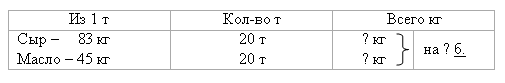 Из 1 т Кол-во т Всего кг
Сыр – 83 кг 20 т ? кг
на ? б.
Масло – 45 кг 20 т ? кг